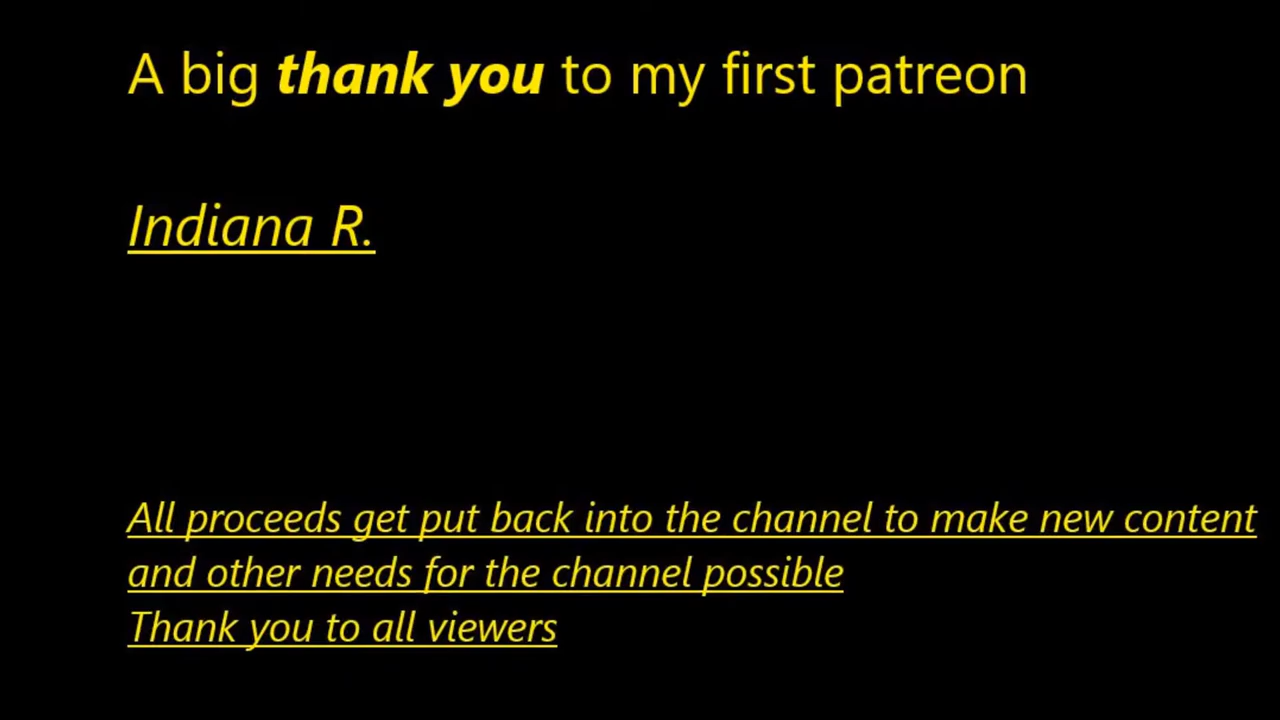 A big thank you to my first patreon
Indiana R.
All proceeds get put back into the channel to make new content
and other needs for the channel possible
Thank you to all viewers